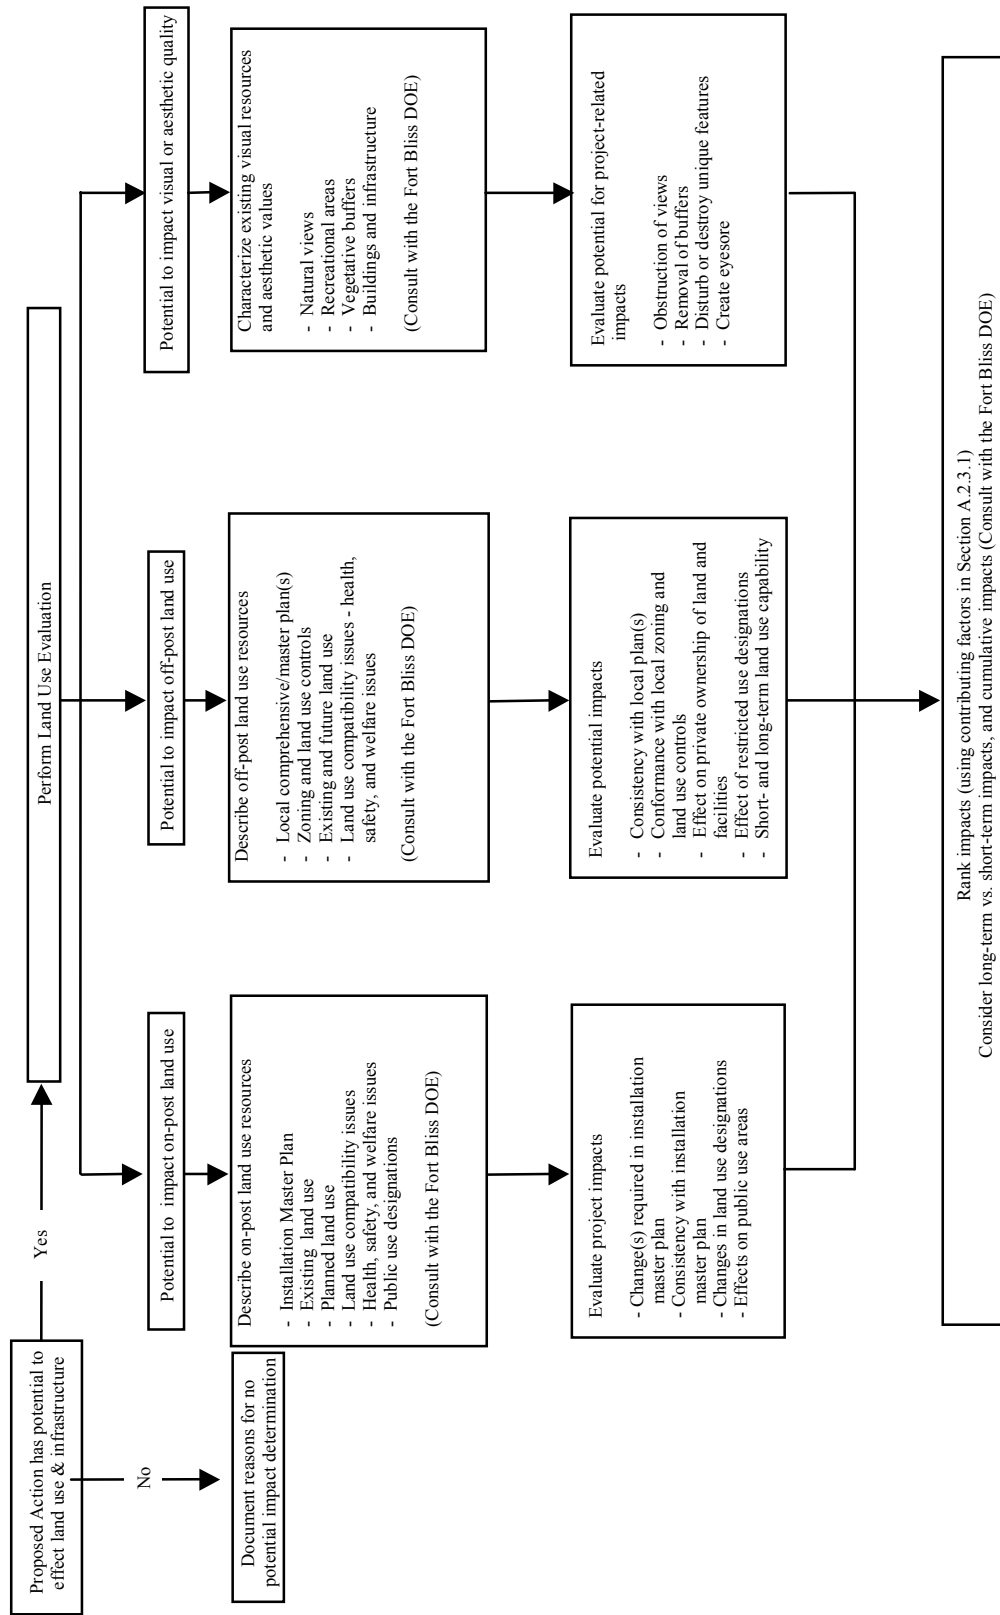 Proposed Action has potential to
effect land use & infrastructure
Yes
No
Document reasons for no
potential impact determination
Perform Land Use Evaluation
Potential to impact on-post land use
Describe on-post land use resources
- Installation Master Plan
- Existing land use
- Planned land use
- Land use compatibility issues
- Health, safety, and welfare issues
- Public use designations
(Consult with the Fort Bliss DOE)
Evaluate project impacts
- Change(s) required in installation
master plan
- Consistency with installation
master plan
- Changes in land use designations
- Effects on public use areas
Potential to impact off-post land use
Describe off-post land use resources
- Local comprehensive/master plan(s)
- Zoning and land use controls
- Existing and future land use
- Land use compatibility issues - health,
safety, and welfare issues
(Consult with the Fort Bliss DOE)
Evaluate potential impacts
- Consistency with local plan(s)
- Conformance with local zoning and
land use controls
- Effect on private ownership of land and
facilities
- Effect of restricted use designations
- Short- and long-term land use capability
Potential to impact visual or aesthetic quality
Characterize existing visual resources
and aesthetic values
- Natural views
- Recreational areas
- Vegetative buffers
- Buildings and infrastructure
(Consult with the Fort Bliss DOE)
Evaluate potential for project-related
impacts
- Obstruction of views
- Removal of buffers
- Disturb or destroy unique features
- Create eyesore
Rank impacts (using contributing factors in Section A.2.3.1)
Consider long-term vs. short-term impacts, and cumulative impacts (Consult with the Fort Bliss DOE)